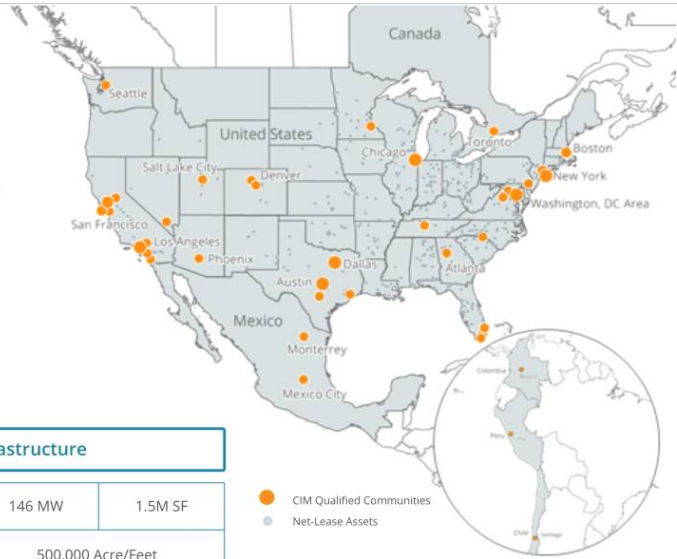 Canada
Seattle
United States
Toronto
Boston
Chicago
Salt Lake City
Denver
New York
Washington, DC Area
San Francisco
Los Angeles
Phoenix
Dallas
Austin
Atlanta
Mexico
Monterrey
Mexico City
Colombia
Peru
Chile
Santiago
astructure
146 MW
1.5M SF
500,000 Acre/Feet
CIM Qualified Communities
Net-Lease Assets